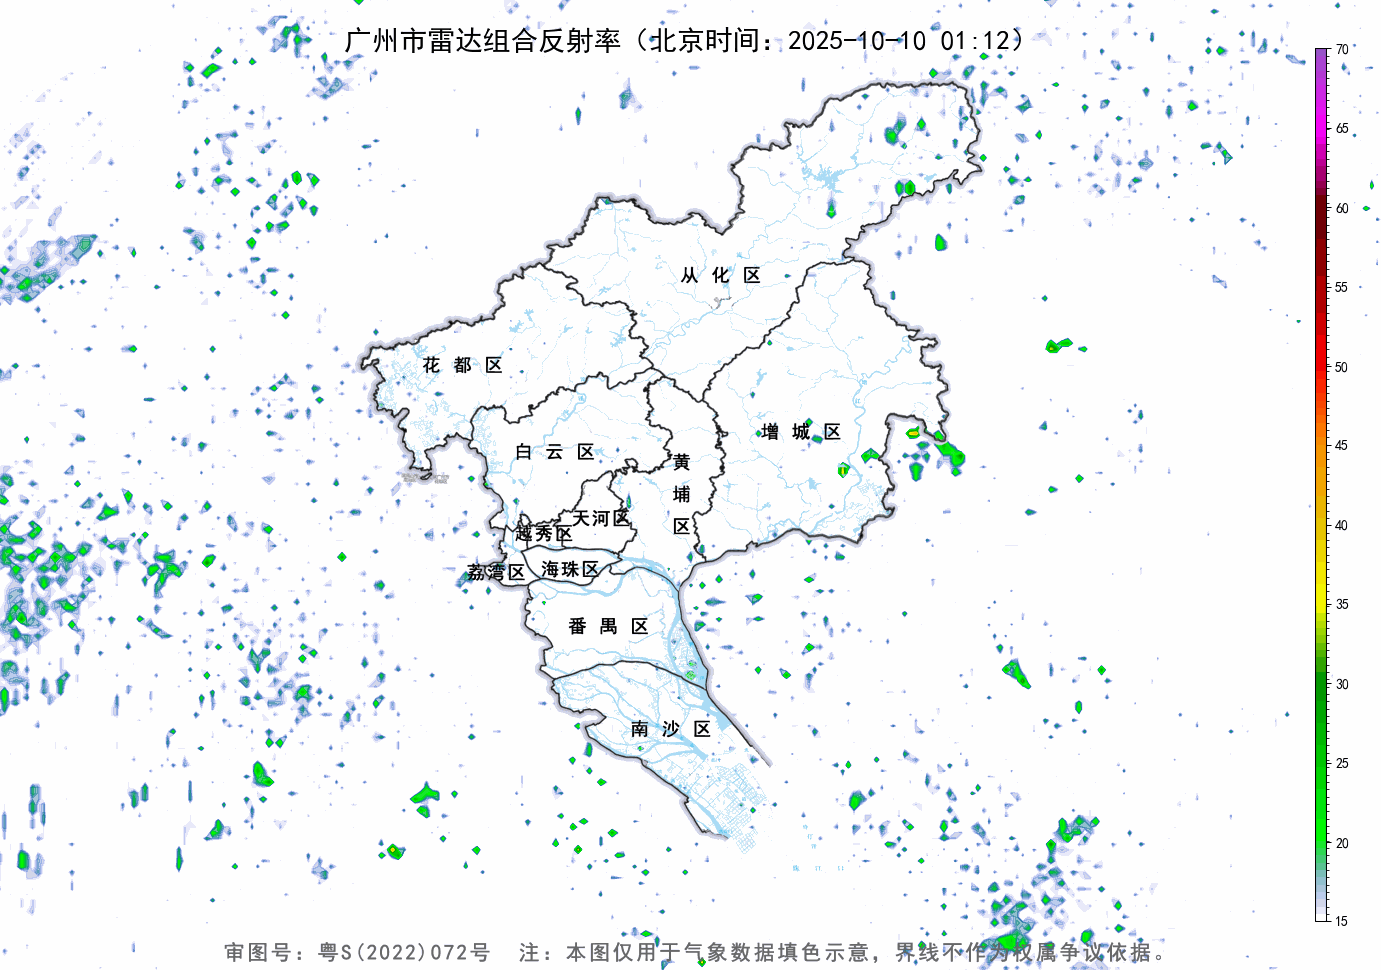 广州市雷达组合反射率（北京时间：2025-10-10 01:12）
70
65
60
55
50
45
40
35
30
25
20
15
从化区
花都区
增城区
白云区
黄埔区
天河区
越秀区
荔湾区
海珠区
番禺区
南沙区
审图号：粤S(2022)072号 注：本图仅用于气象数据填色示意，界线不作为权属争议依据。